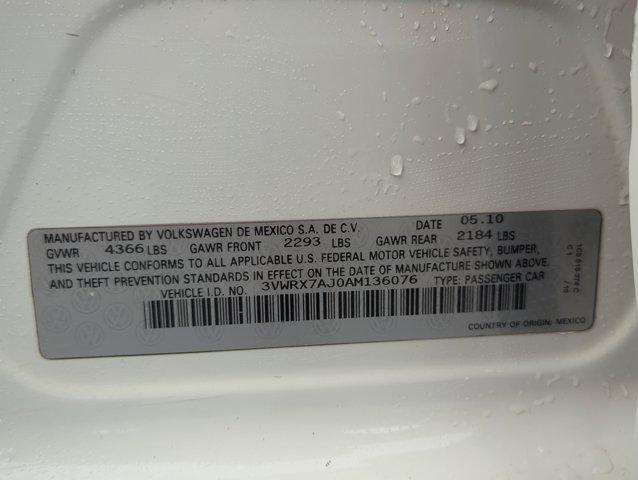 MANUFACTURED BY VOLKSWAGEN DE MEXICO S.A. DE C.V. DATE 05.10
GVWR 4366 LBS GAWR FRONT 2293 LBS GAWR REAR 2184 LBS
THIS VEHICLE CONFORMS TO ALL APPLICABLE U.S. FEDERAL MOTOR VEHICLE SAFETY, BUMPER,
AND THEFT PREVENTION STANDARDS IN EFFECT ON THE DATE OF MANUFACTURE SHOWN ABOVE.
VEHICLE I.D. NO. 3VWRX7AJ0AM136076 TYPE: PASSENGER CAR
COUNTRY OF ORIGIN: MEXICO
C 1 /10